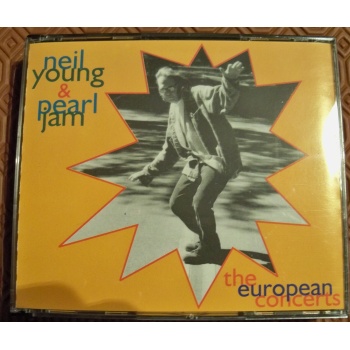 neil
young
&
pearl
jam
the
european
concerts